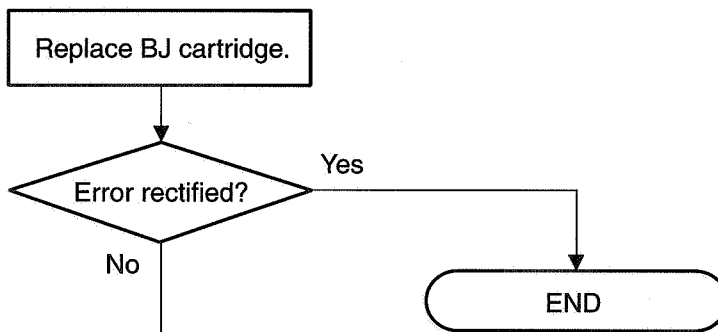 Replace BJ cartridge.
Error rectified?
Yes
No
END